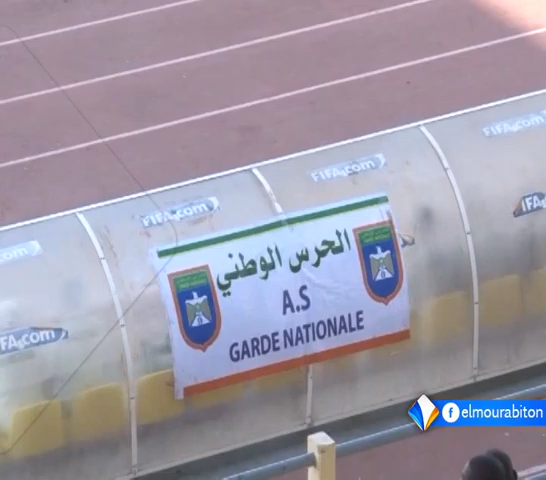 FIFA.com
FIFA.com
FIFA.com
الحرس الوطني
A.S
GARDE NATIONALE
FIFA.com
elmourabiton